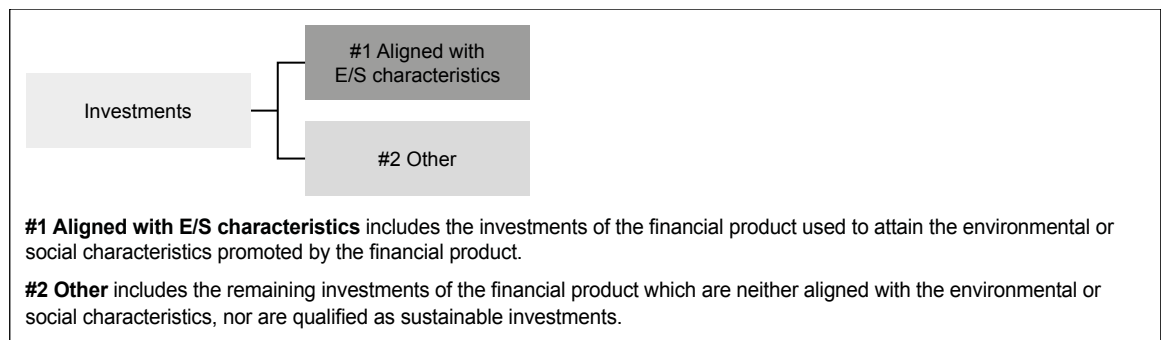 #1 Aligned with
E/S characteristics
Investments
#2 Other
#1 Aligned with E/S characteristics includes the investments of the financial product used to attain the environmental or
social characteristics promoted by the financial product.
#2 Other includes the remaining investments of the financial product which are neither aligned with the environmental or
social characteristics, nor are qualified as sustainable investments.